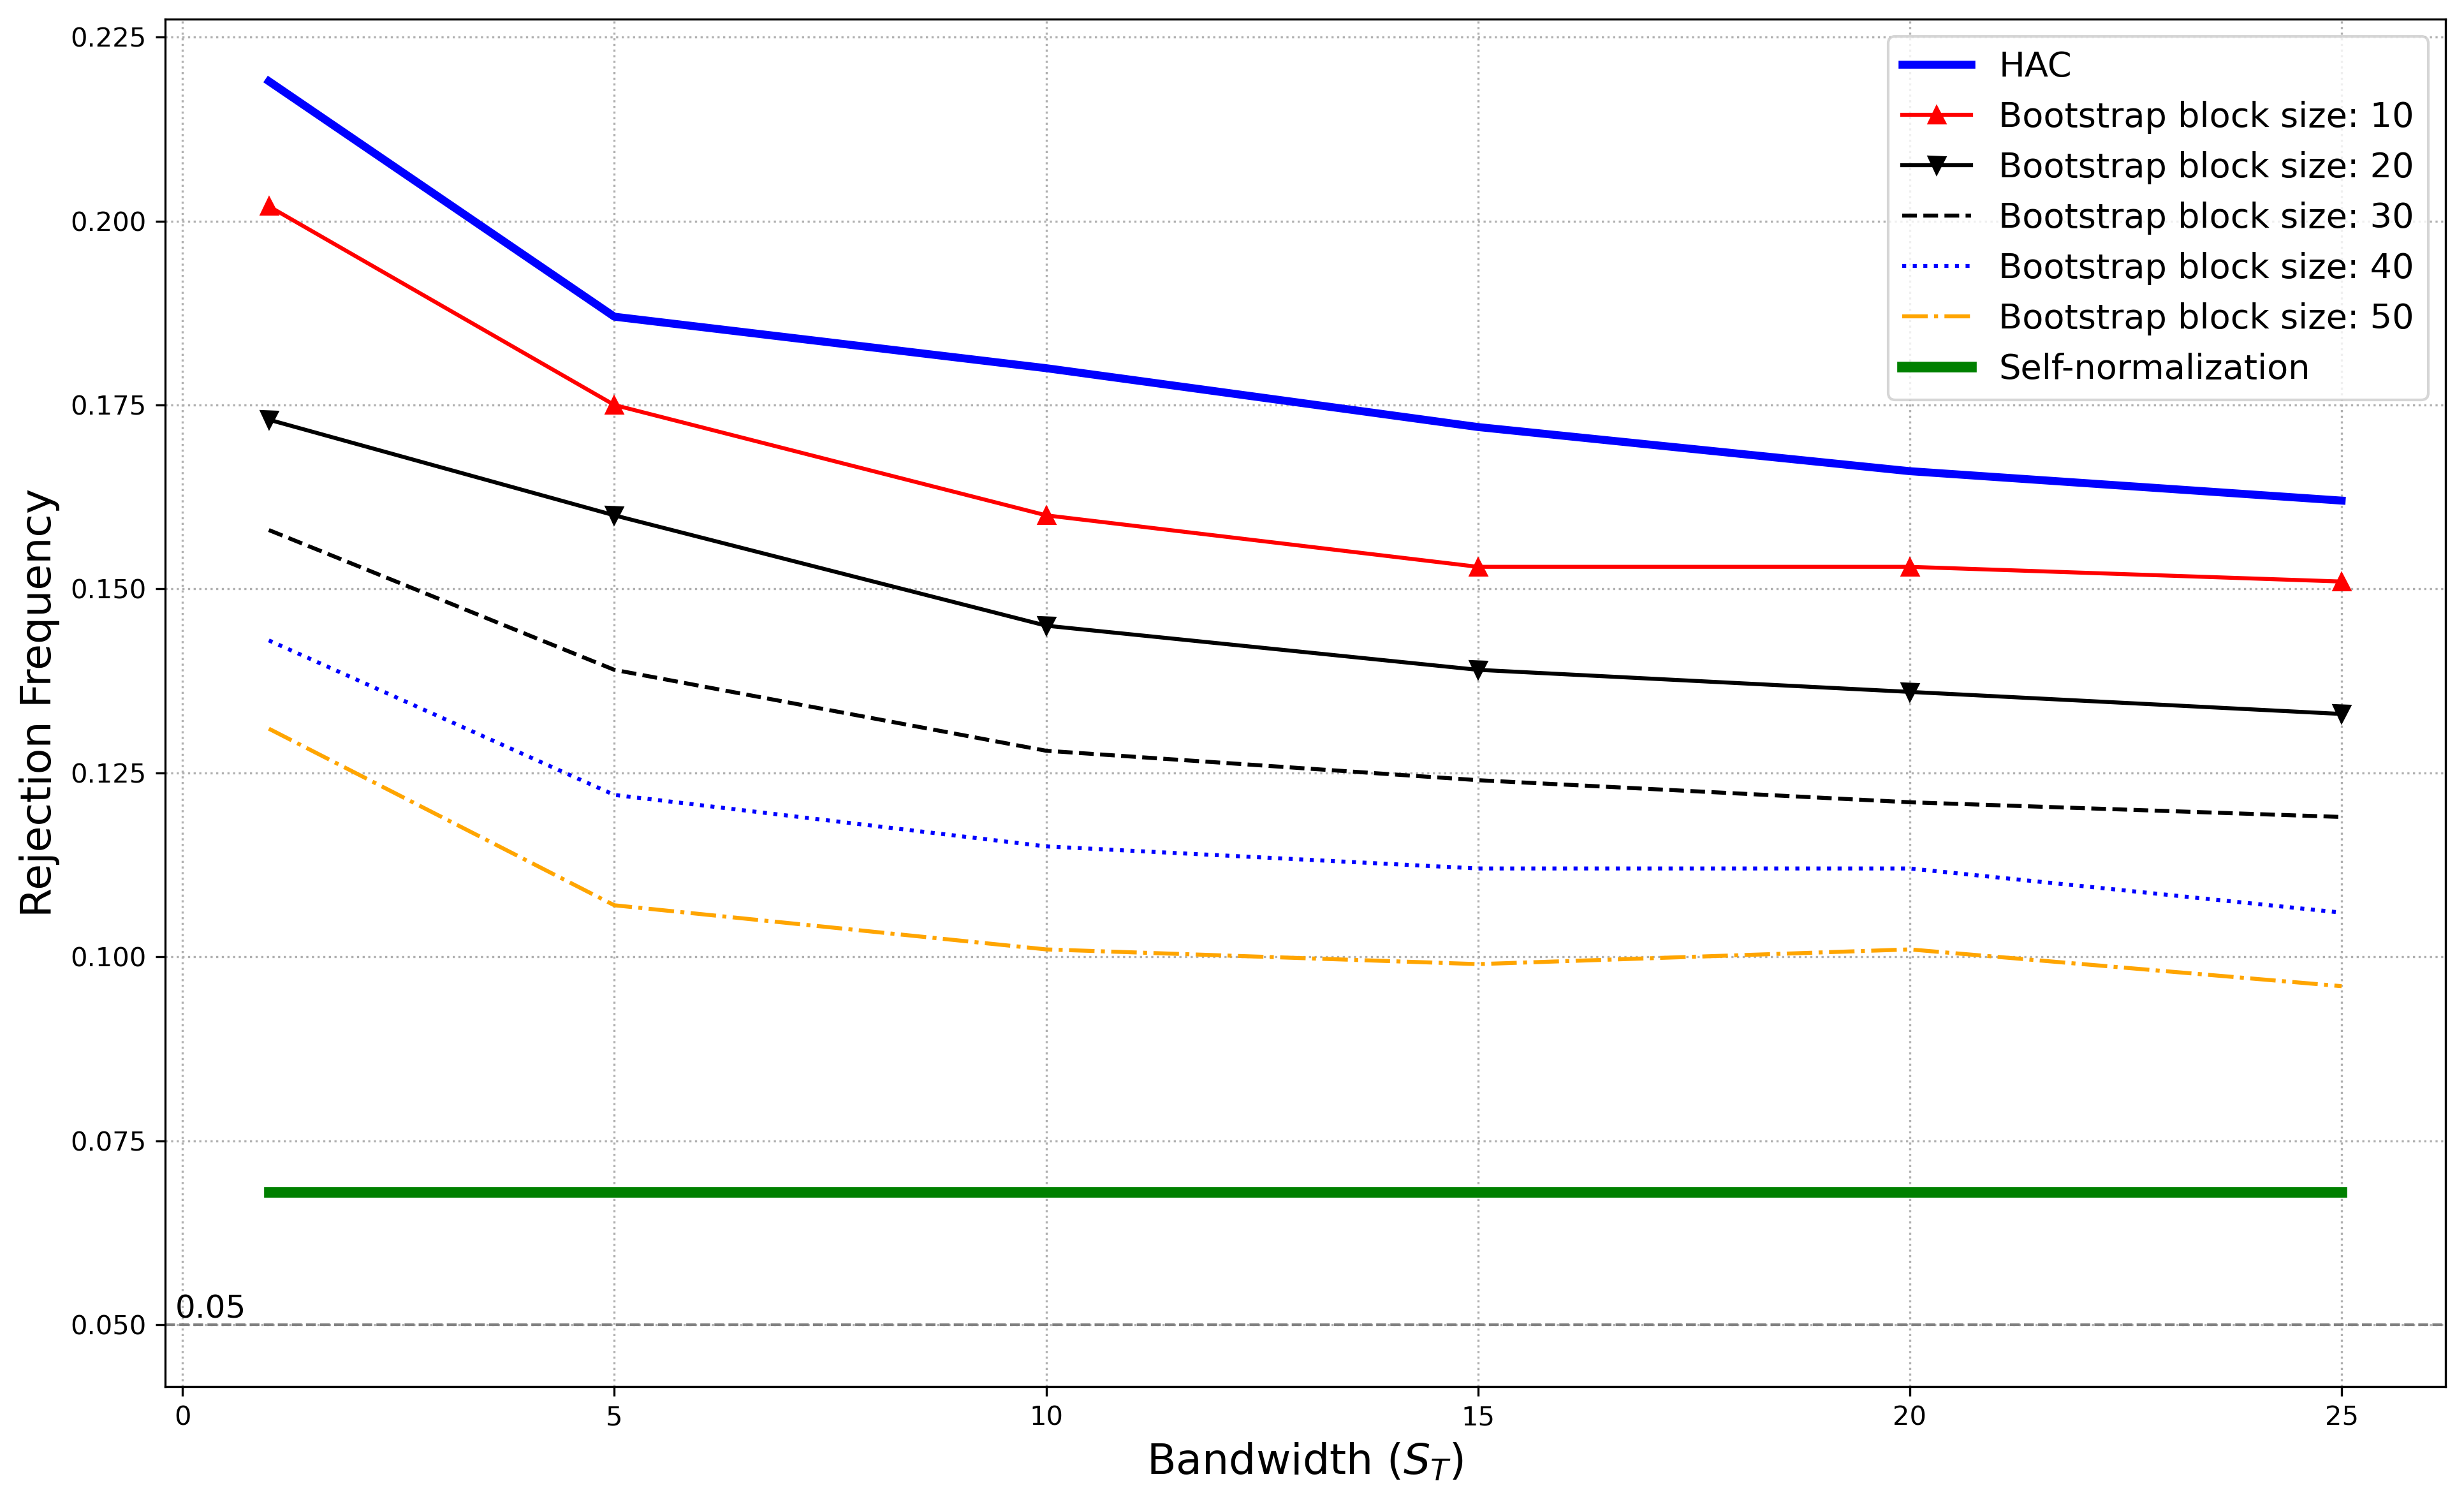 0.225
0.200
0.175
0.150
0.125
0.100
0.075
0.050
Rejection Frequency
HAC
Bootstrap block size: 10
Bootstrap block size: 20
Bootstrap block size: 30
Bootstrap block size: 40
Bootstrap block size: 50
Self-normalization
0.05
0 5 10 15 20 25
Bandwidth (S_T)